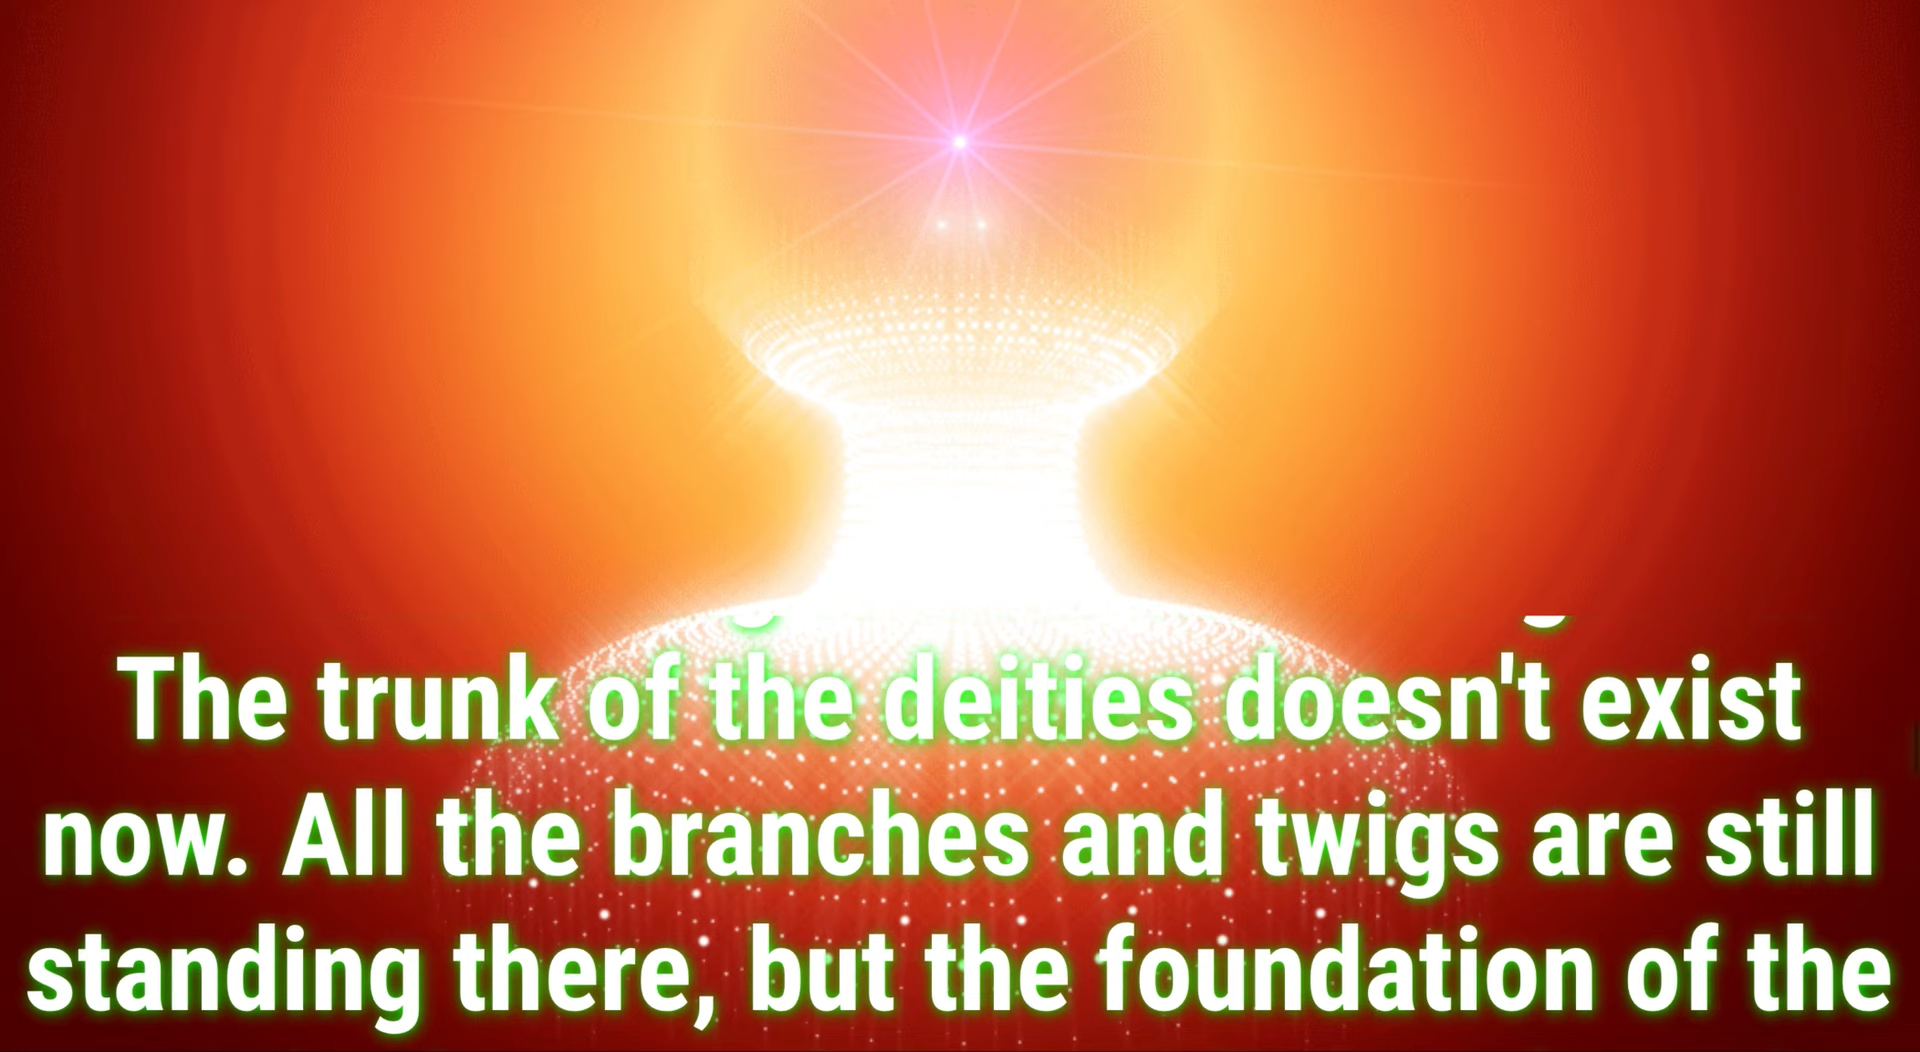 The trunk of the deities doesn't exist
now. All the branches and twigs are still
standing there, but the foundation of the